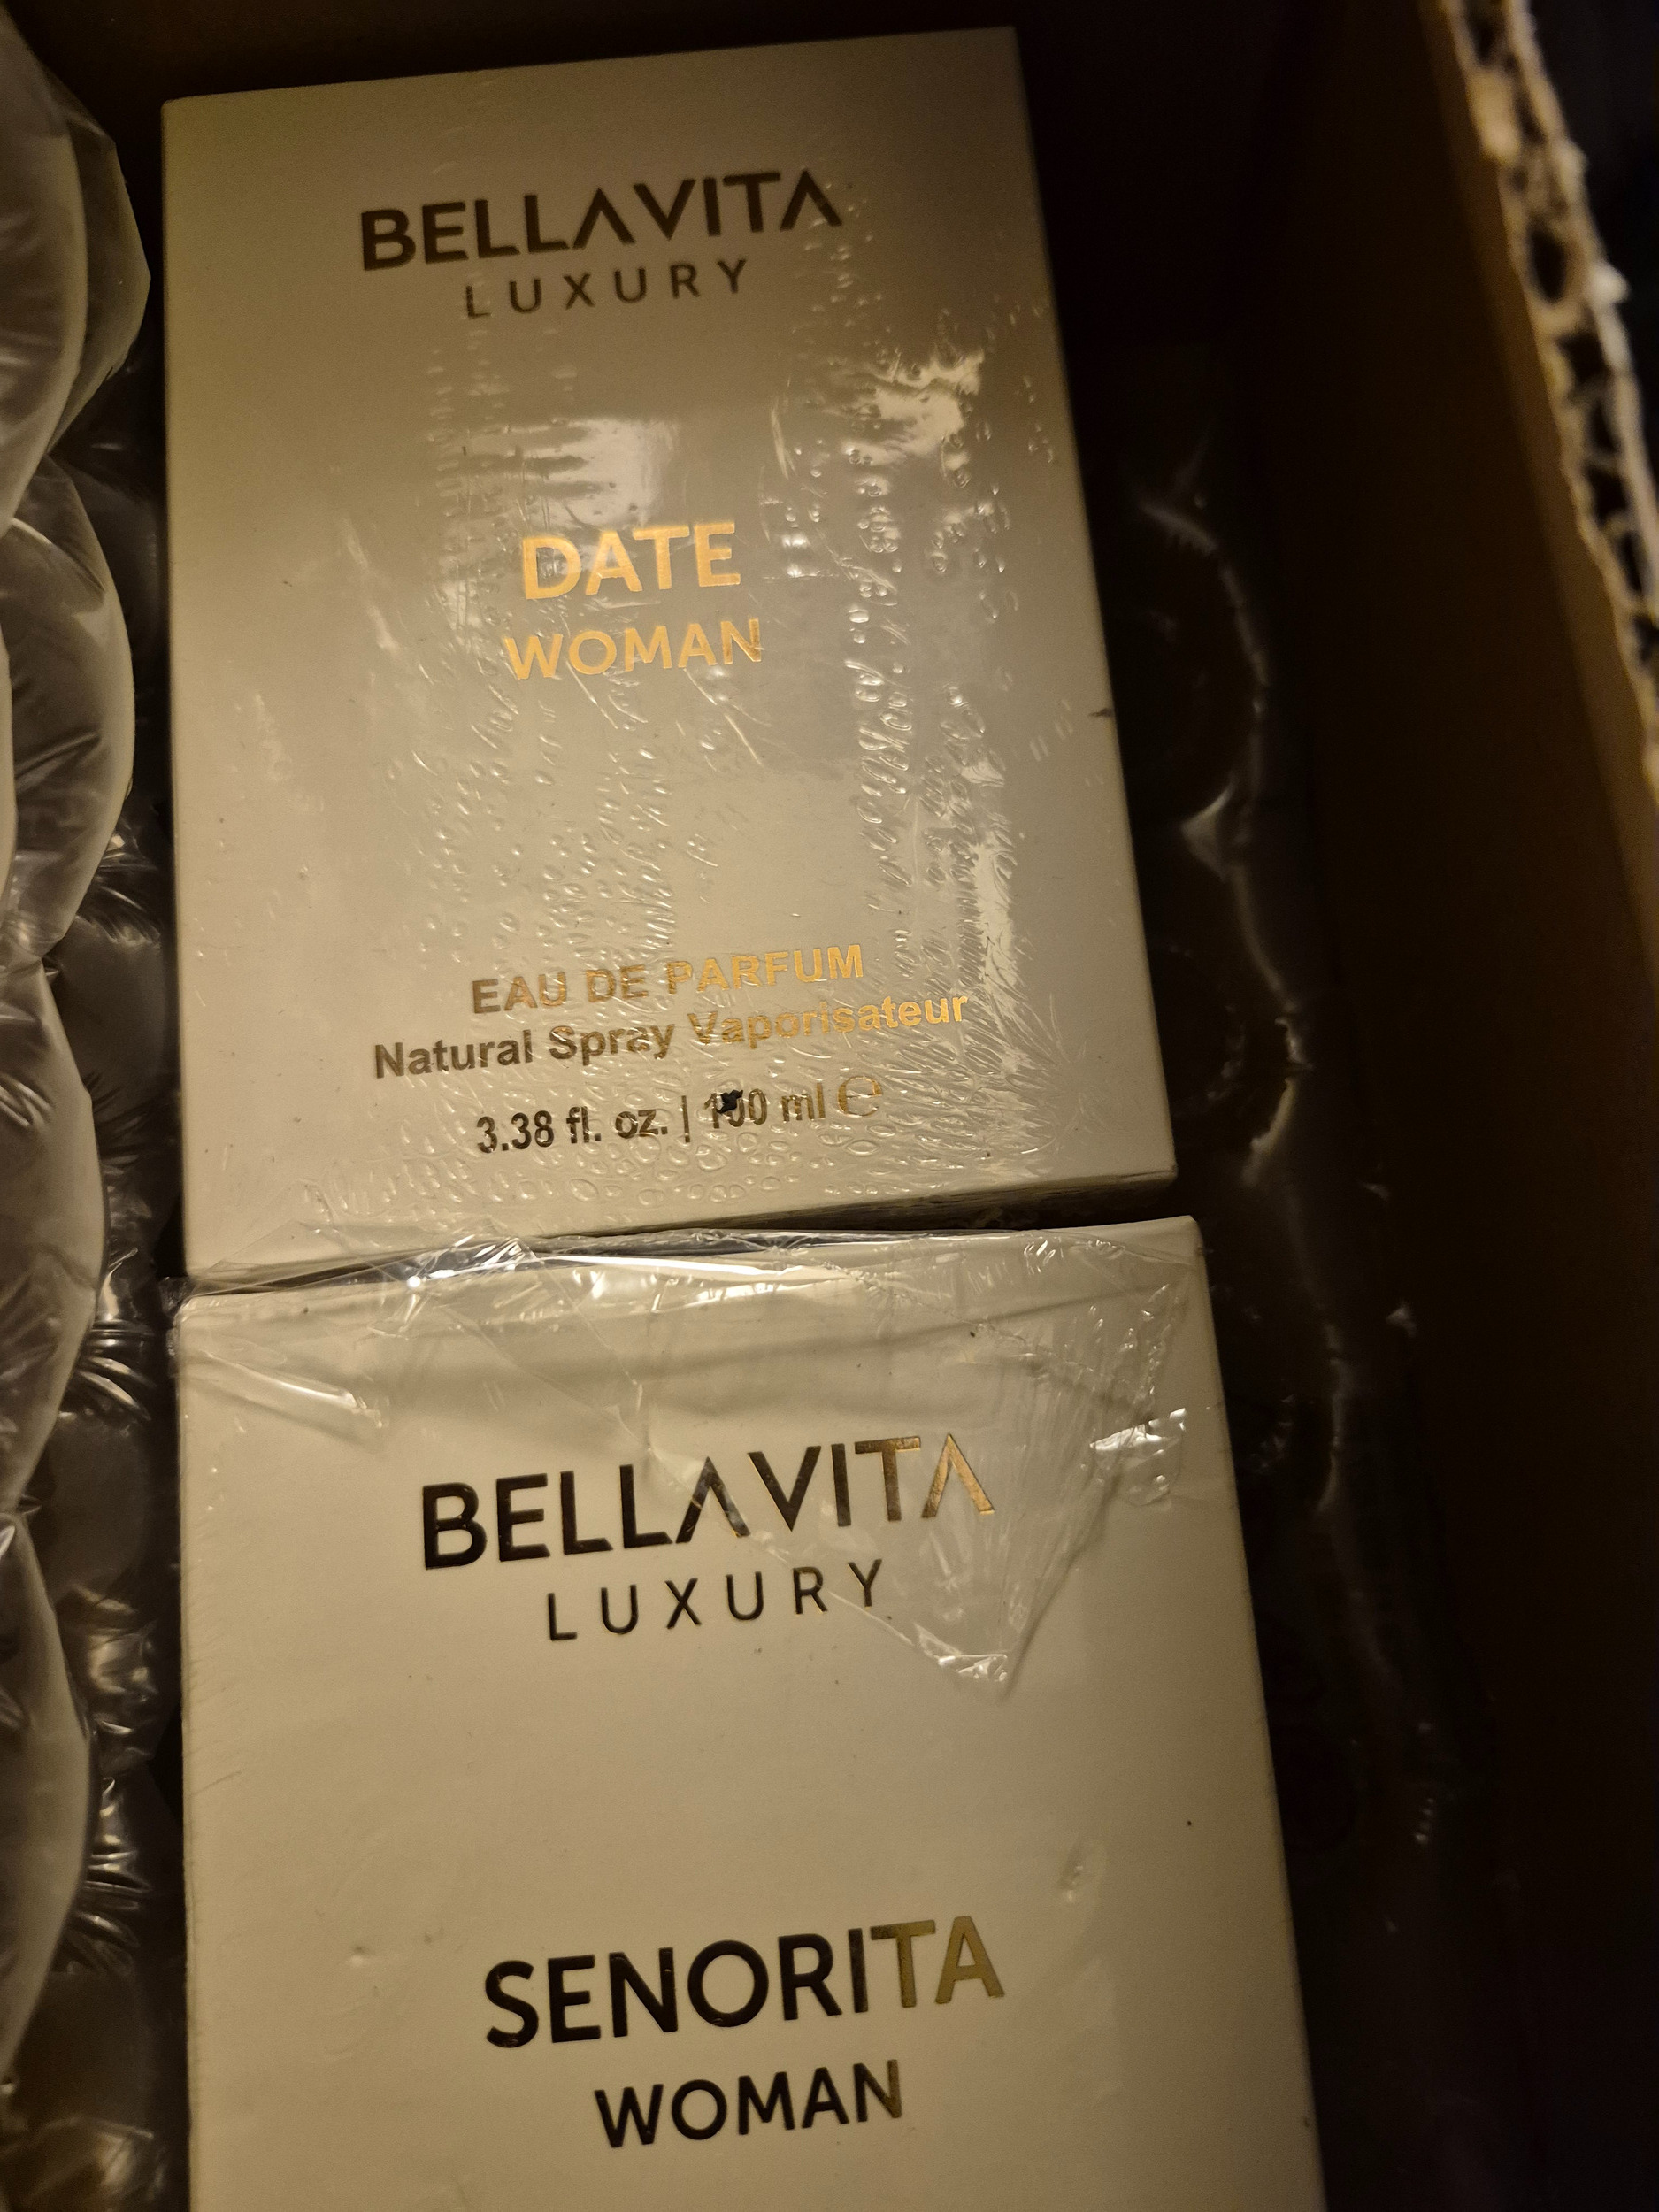 BELLAVITA
LUXURY
DATE
WOMAN
EAU DE PARFUM
Natural Spray Vaporisateur
3.38 fl. oz. | 100 ml ℮
BELLAVITA
LUXURY
SENORITA
WOMAN